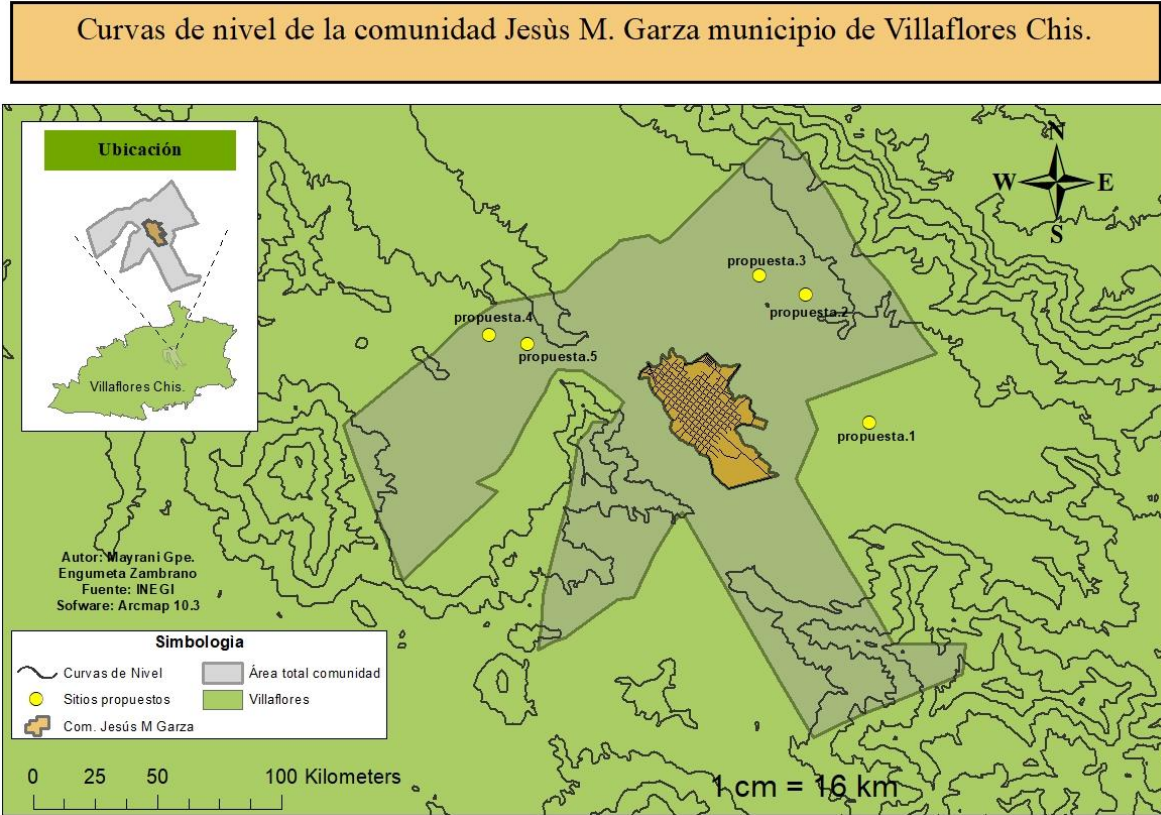 Curvas de nivel de la comunidad Jesùs M. Garza municipio de Villaflores Chis.
Ubicación
Villaflores Chis.
N
W E
S
propuesta.3
propuesta.2
propuesta.4
propuesta.5
propuesta.1
Autor: Mayrani Gpe.
Engumeta Zambrano
Fuente: INEGI
Sofware: Arcmap 10.3
Simbologia
Curvas de Nivel
Área total comunidad
Sitios propuestos
Villaflores
Com. Jesús M Garza
0 25 50 100 Kilometers
1 cm = 16 km